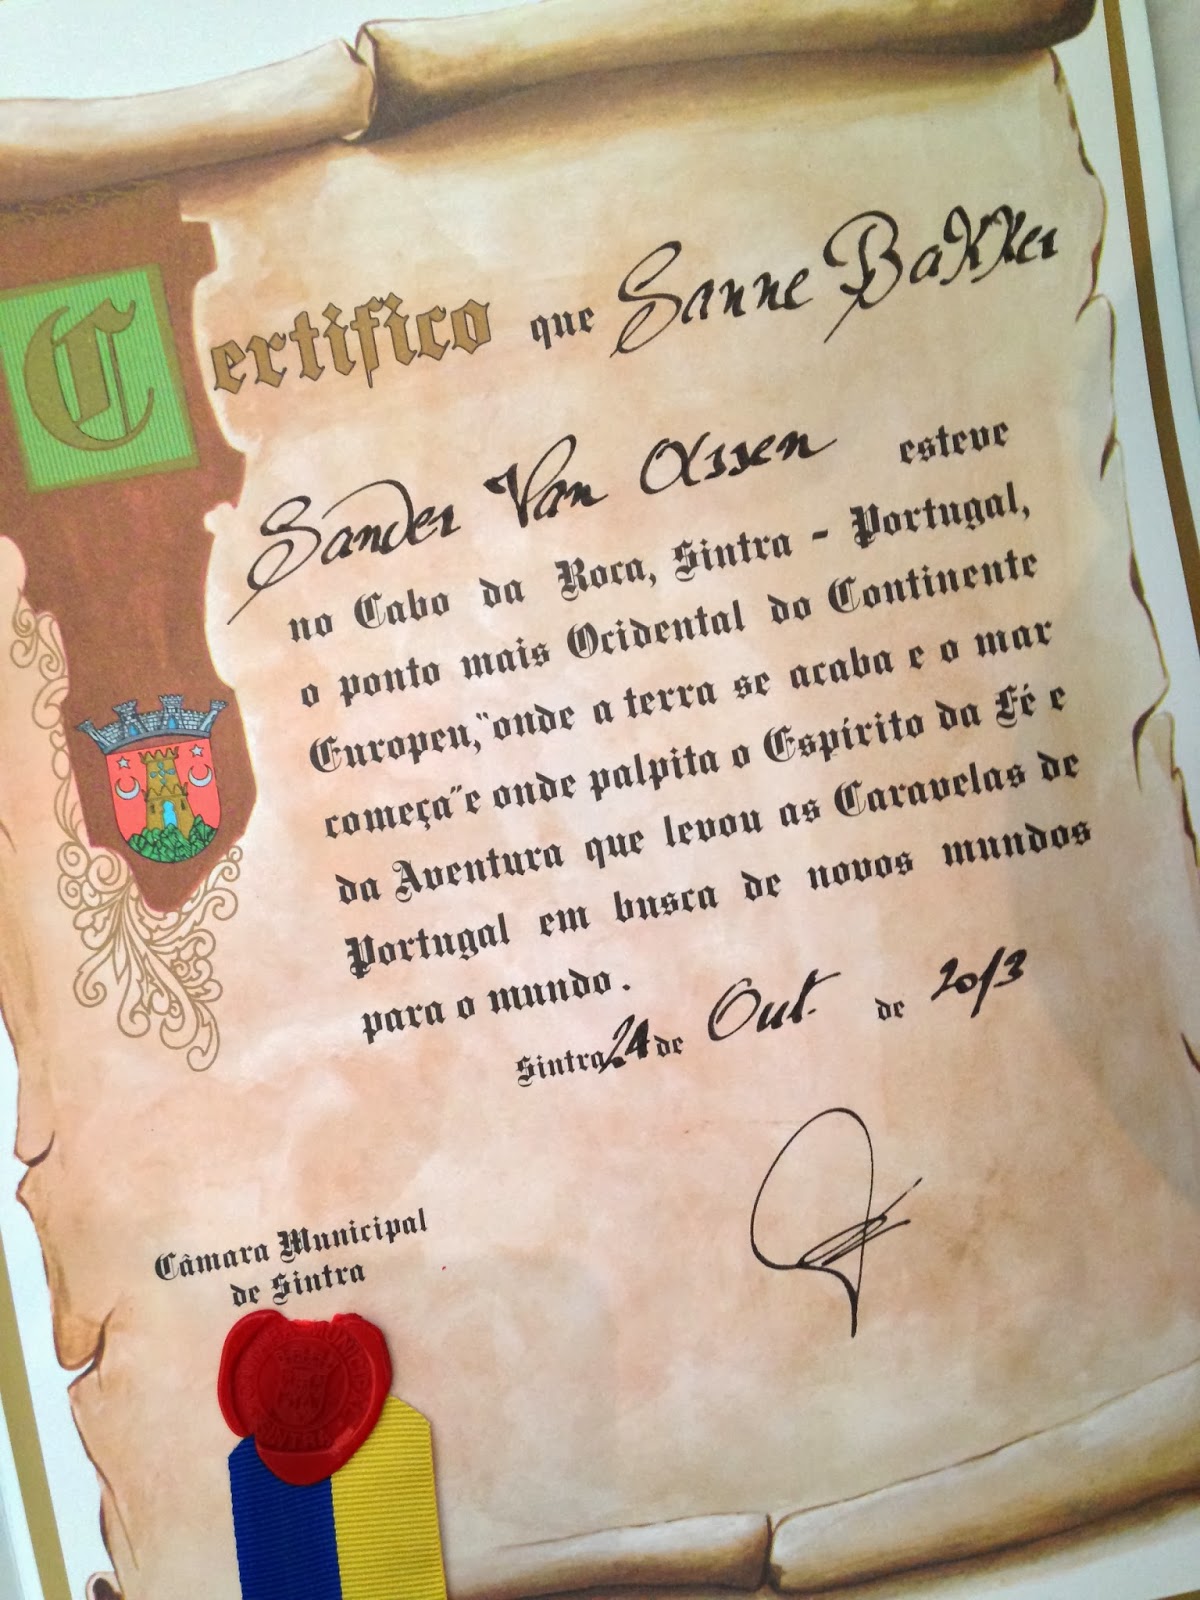 Certifico que Sanne Bakker
Sander Van Assen esteve
no Cabo da Roca, Sintra - Portugal,
o ponto mais Ocidental do Continente
Europeu, "onde a terra se acaba e o mar
começa" e onde palpita o Espírito da Fé e
da Aventura que levou as Caravelas de
Portugal em busca de novos mundos
para o mundo.
Sintra, 24 de Out. de 2013
Câmara Municipal
de Sintra
SINTRA